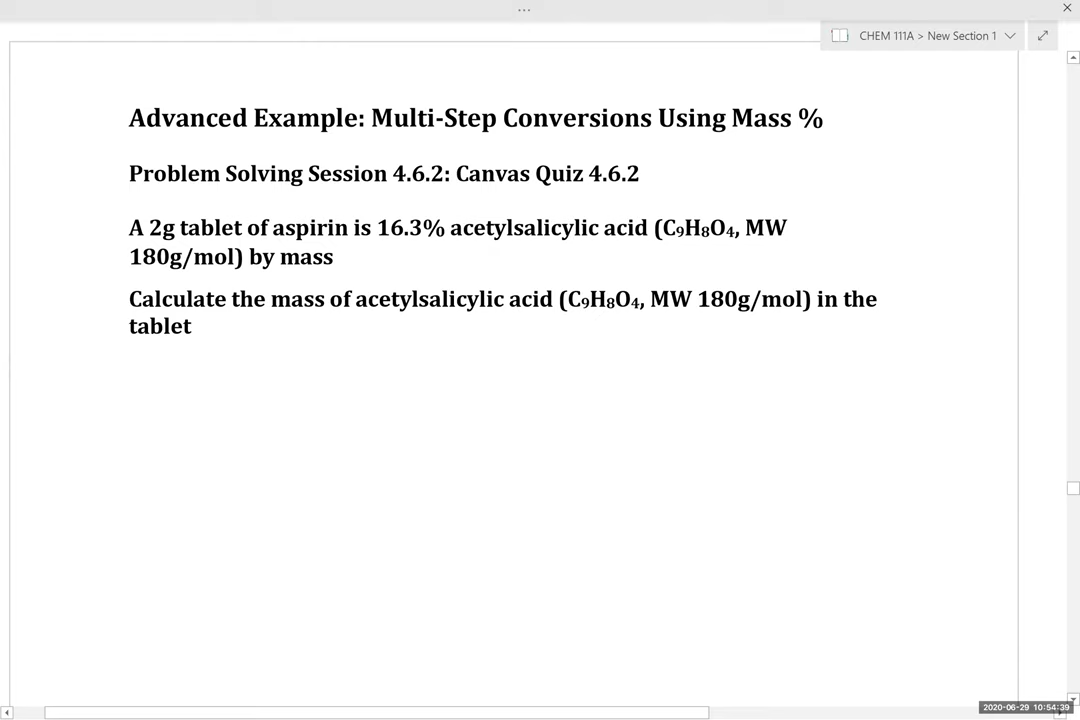 ...
CHEM 111A > New Section 1
Advanced Example: Multi-Step Conversions Using Mass %
Problem Solving Session 4.6.2: Canvas Quiz 4.6.2
A 2g tablet of aspirin is 16.3% acetylsalicylic acid (C₉H₈O₄, MW
180g/mol) by mass
Calculate the mass of acetylsalicylic acid (C₉H₈O₄, MW 180g/mol) in the
tablet
2020-06-29 10:54:39